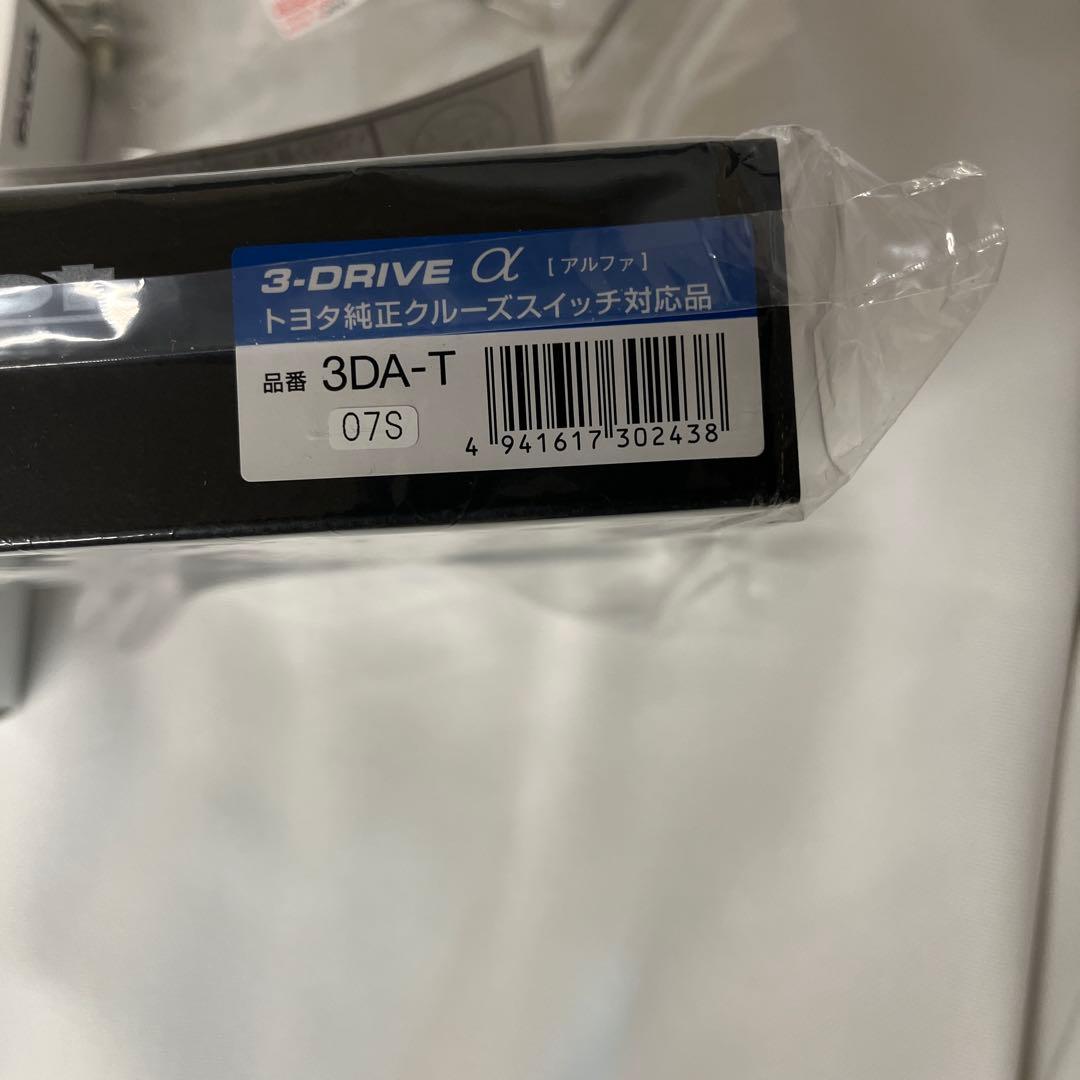 3-DRIVE α [アルファ]
トヨタ純正クルーズスイッチ対応品
品番 3DA-T
07S
4 941617 302438